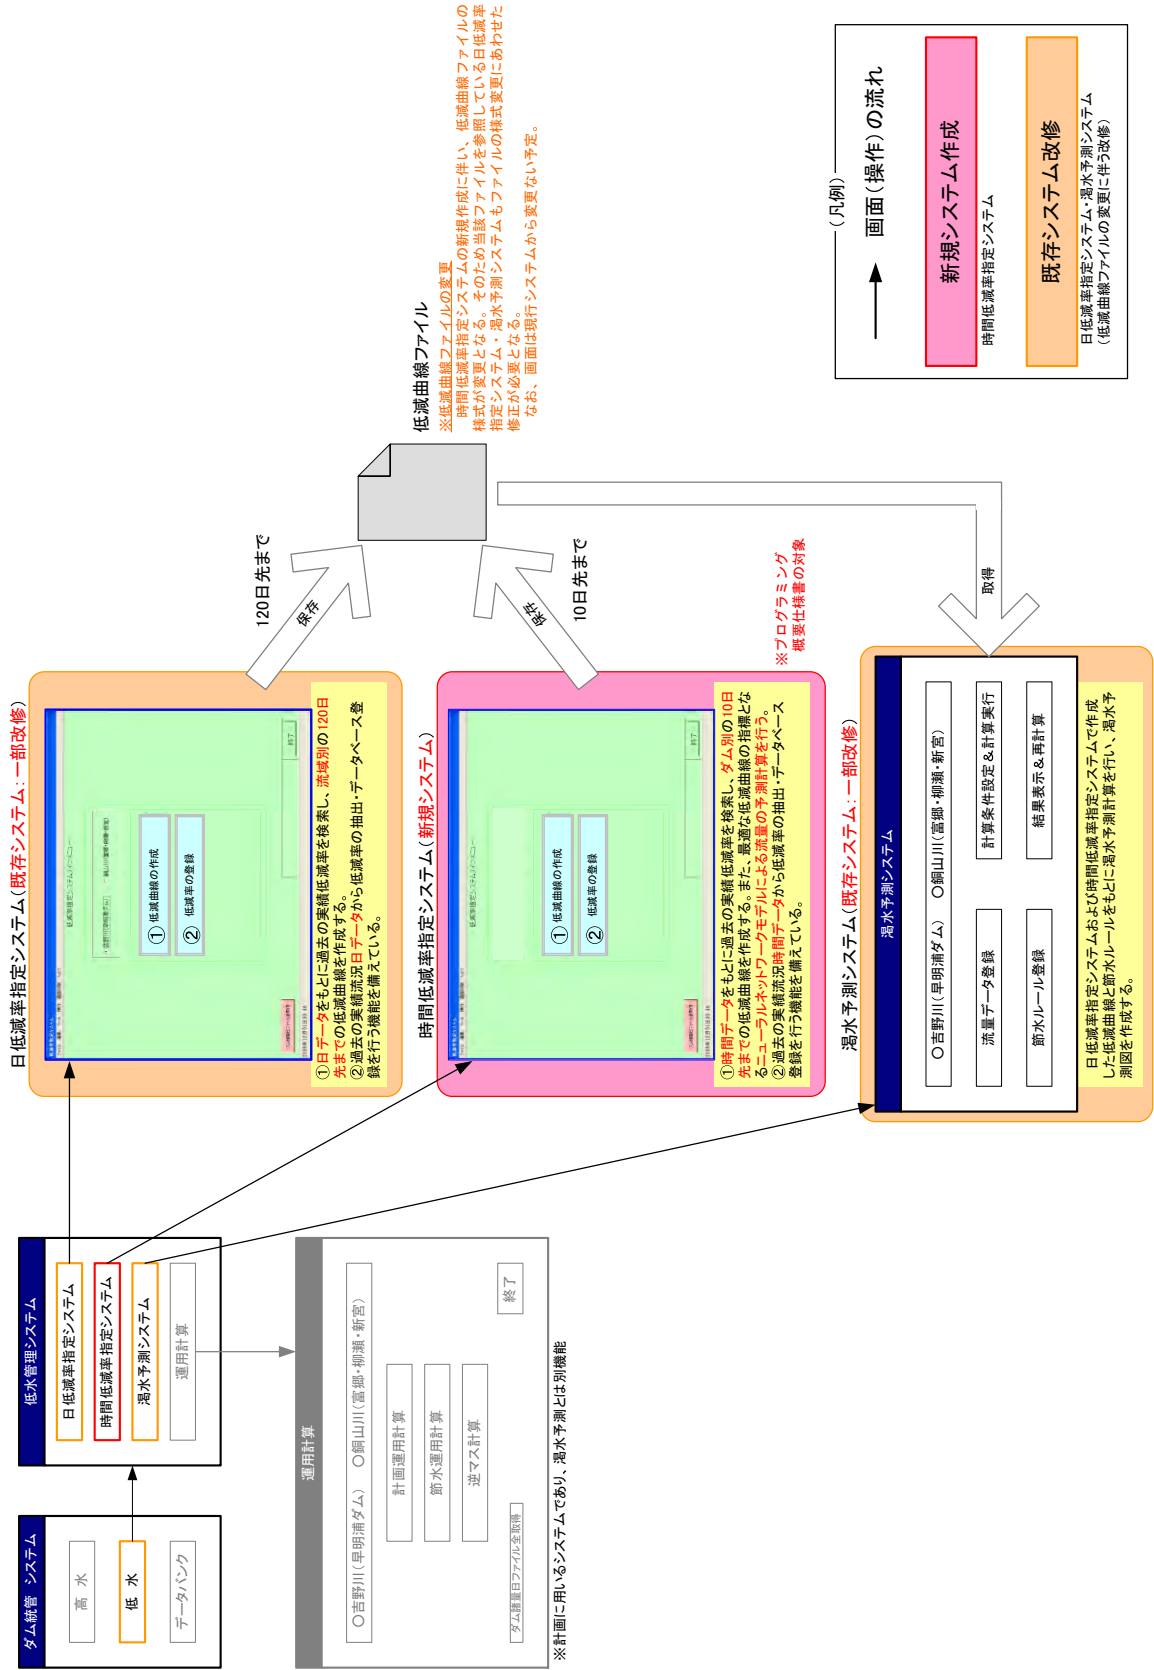 ダム統管 システム
高 水
低 水
データバンク
低水管理システム
日低減率指定システム
時間低減率指定システム
渇水予測システム
運用計算
運用計算
〇吉野川(早明浦ダム) 〇銅山川(富郷・柳瀬・新宮)
計画運用計算
節水運用計算
逆マス計算
ダム諸量日ファイル全取得
終了
※計画に用いるシステムであり、渇水予測とは別機能
日低減率指定システム(既存システム:一部改修)
① 低減曲線の作成
② 低減率の登録
終了
①日データをもとに過去の実績低減率を検索し、流域別の120日
先までの低減曲線を作成する。
②過去の実績流況日データから低減率の抽出・データベース登
録を行う機能を備えている。
時間低減率指定システム(新規システム)
① 低減曲線の作成
② 低減率の登録
終了
①時間データをもとに過去の実績低減率を検索し、ダム別の10日
先までの低減曲線を作成する。また、最適な低減曲線の指標とな
るニューラルネットワークモデルによる流量の予測計算を行う。
②過去の実績流況時間データから低減率の抽出・データベース
登録を行う機能を備えている。
※プログラミング
概要仕様書の対象
渇水予測システム(既存システム:一部改修)
渇水予測システム
〇吉野川(早明浦ダム) 〇銅山川(富郷・柳瀬・新宮)
流量データ登録
計算条件設定&計算実行
節水ルール登録
結果表示&再計算
日低減率指定システムおよび時間低減率指定システムで作成
した低減曲線と節水ルールをもとに渇水予測計算を行い、渇水予
測図を作成する。
120日先まで
保存
10日先まで
保存
取得
低減曲線ファイル
※低減曲線ファイルの変更
時間低減率指定システムの新規作成に伴い、低減曲線ファイルの
様式が変更となる。そのため当該ファイルを参照している日低減率
指定システム・渇水予測システムもファイルの様式変更にあわせた
修正が必要となる。
なお、画面は現行システムから変更ない予定。
(凡例)
画面(操作)の流れ
新規システム作成
時間低減率指定システム
既存システム改修
日低減率指定システム・渇水予測システム
(低減曲線ファイルの変更に伴う改修)